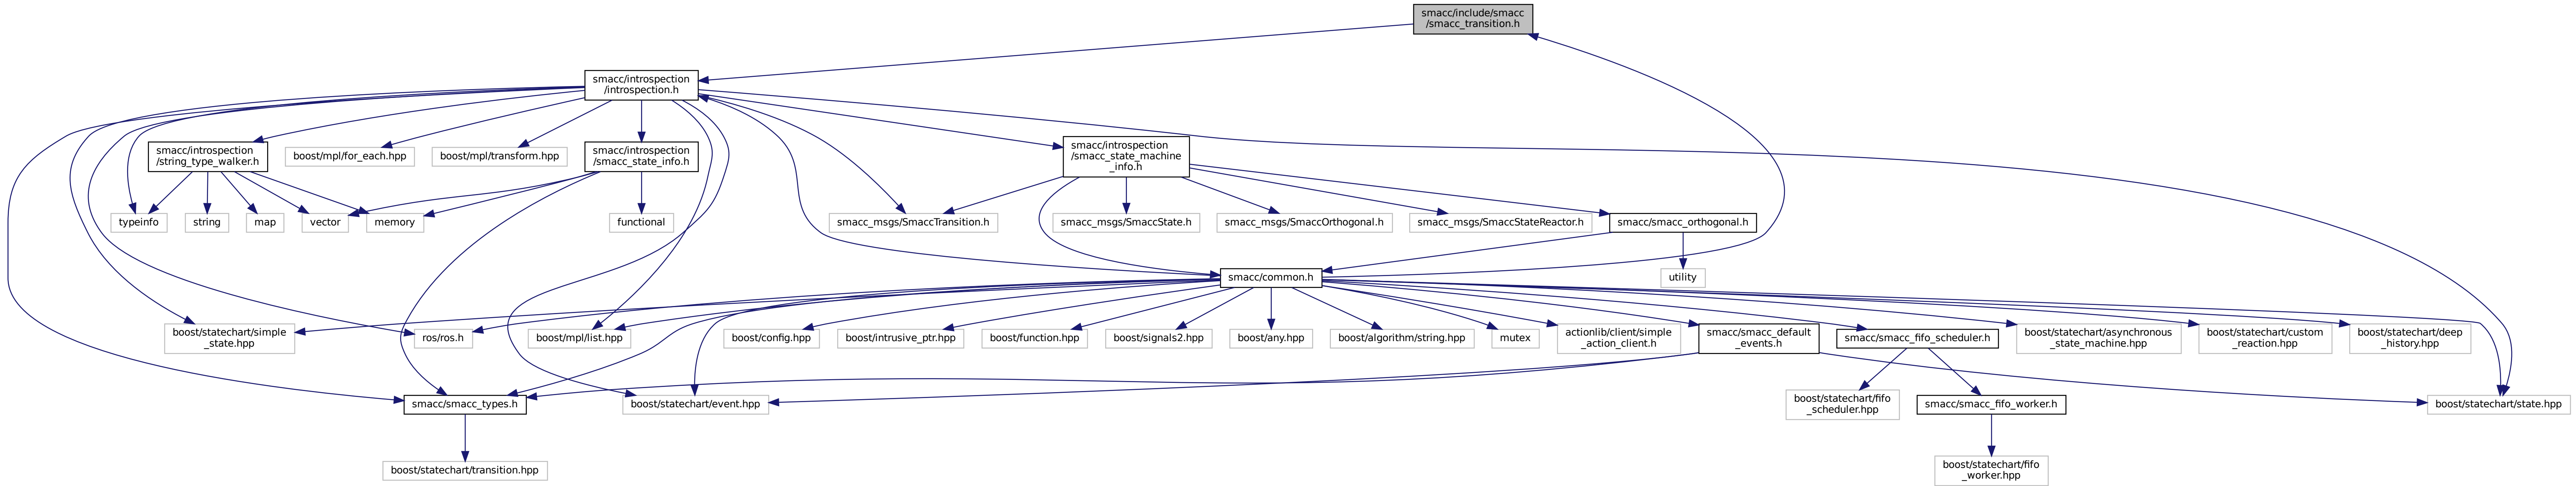 smacc/include/smacc
/smacc_transition.h
smacc/introspection
/introspection.h
smacc/introspection
/string_type_walker.h
boost/mpl/for_each.hpp
boost/mpl/transform.hpp
smacc/introspection
/smacc_state_info.h
smacc/introspection
/smacc_state_machine
_info.h
typeinfo
string
map
vector
memory
functional
smacc_msgs/SmaccTransition.h
smacc_msgs/SmaccState.h
smacc_msgs/SmaccOrthogonal.h
smacc_msgs/SmaccStateReactor.h
smacc/smacc_orthogonal.h
smacc/common.h
utility
boost/statechart/simple
_state.hpp
ros/ros.h
boost/mpl/list.hpp
boost/config.hpp
boost/intrusive_ptr.hpp
boost/function.hpp
boost/signals2.hpp
boost/any.hpp
boost/algorithm/string.hpp
mutex
actionlib/client/simple
_action_client.h
smacc/smacc_default
_events.h
smacc/smacc_fifo_scheduler.h
boost/statechart/asynchronous
_state_machine.hpp
boost/statechart/custom
_reaction.hpp
boost/statechart/deep
_history.hpp
smacc/smacc_types.h
boost/statechart/event.hpp
boost/statechart/fifo
_scheduler.hpp
smacc/smacc_fifo_worker.h
boost/statechart/state.hpp
boost/statechart/transition.hpp
boost/statechart/fifo
_worker.hpp